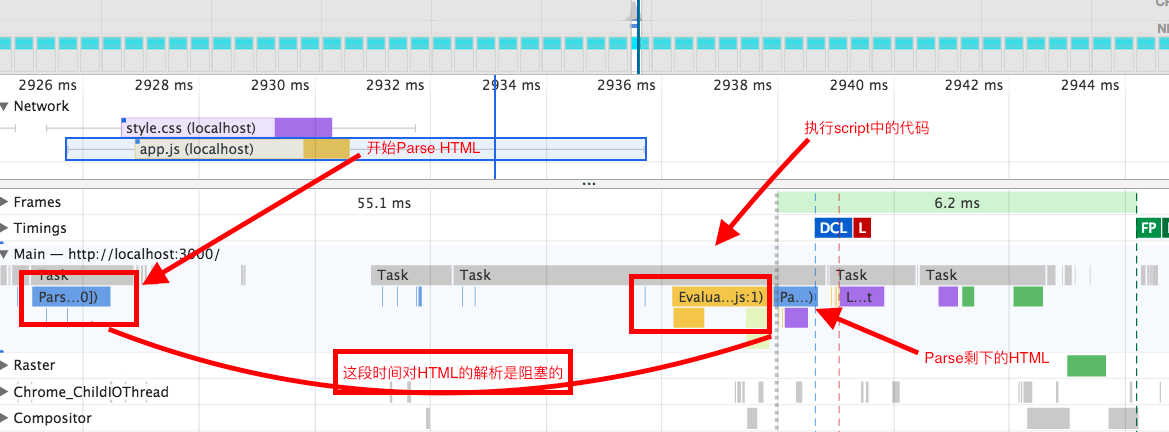 2926 ms 2928 ms 2930 ms 2932 ms 2934 ms 2936 ms 2938 ms 2940 ms 2942 ms 2944 ms
Network
style.css (localhost)
app.js (localhost)
开始Parse HTML
执行script中的代码
...
Frames
55.1 ms
6.2 ms
Timings
DCL
L
FP
Main — http://localhost:3000/
Task
Task
Task
Task
Task
Pars...0])
Evalua...js:1)
Pa...)
L...t
这段时间对HTML的解析是阻塞的
Parse剩下的HTML
Raster
Chrome_ChildIOThread
Compositor